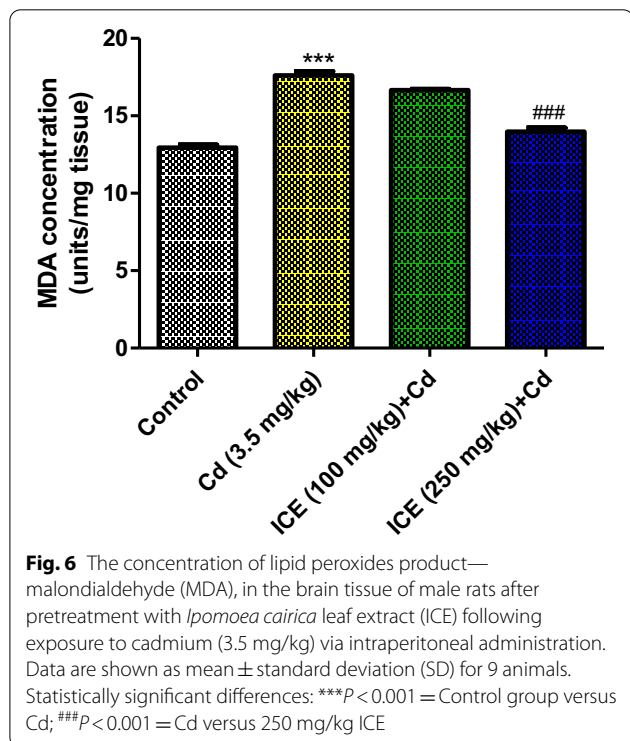 20
15
10
5
0
MDA concentration
(units/mg tissue)
***
###
Control
Cd (3.5 mg/kg)
ICE (100 mg/kg)+Cd
ICE (250 mg/kg)+Cd
Fig. 6 The concentration of lipid peroxides product—
malondialdehyde (MDA), in the brain tissue of male rats after
pretreatment with Ipomoea cairica leaf extract (ICE) following
exposure to cadmium (3.5 mg/kg) via intraperitoneal administration.
Data are shown as mean ± standard deviation (SD) for 9 animals.
Statistically significant differences: ***P < 0.001 = Control group versus
Cd; ###P < 0.001 = Cd versus 250 mg/kg ICE